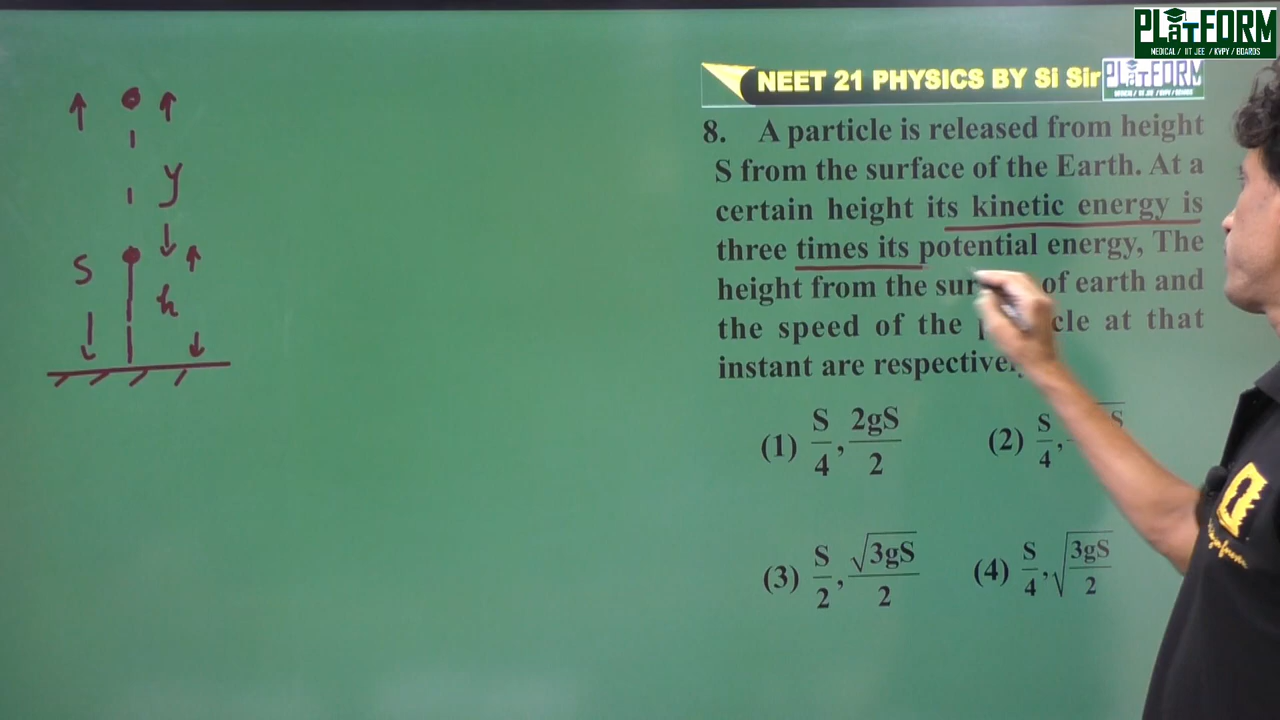 PLaTFORM
MEDICAL / IIT JEE / KVPY / BOARDS
NEET 21 PHYSICS BY Si Sir
PLaTFORM
8. A particle is released from height
S from the surface of the Earth. At a
certain height its kinetic energy is
three times its potential energy, The
height from the of earth and
the speed of the at that
instant are
(1) S/4, 2gS/2
(2) S/4, S
(3) S/2, √3gS/2
(4) S/4, √(3gS/2)
y
S
h